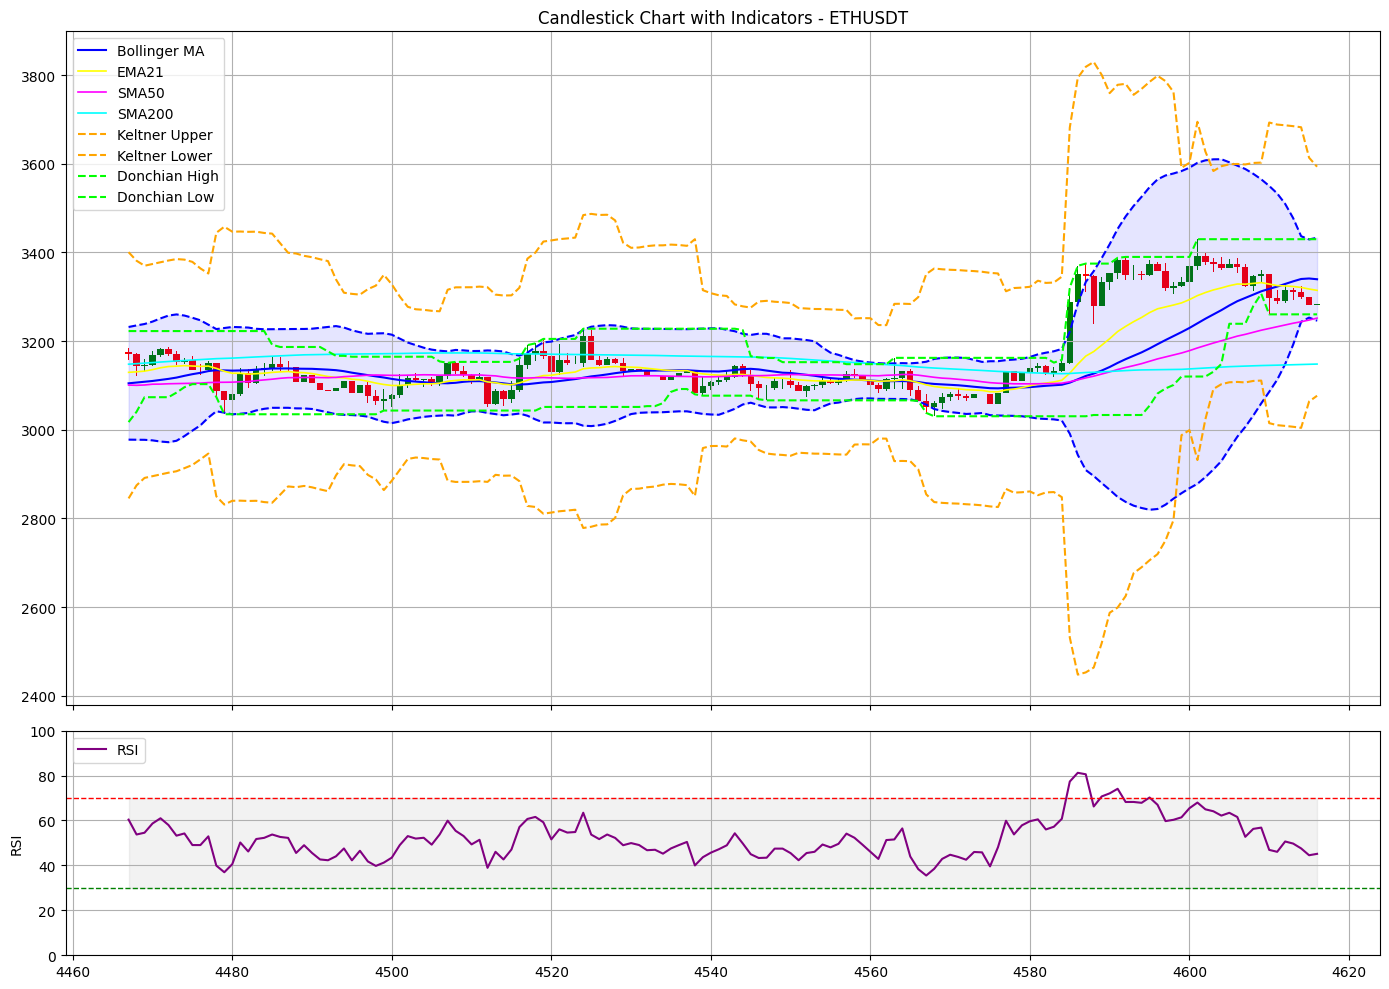 Candlestick Chart with Indicators - ETHUSDT
Bollinger MA
EMA21
SMA50
SMA200
Keltner Upper
Keltner Lower
Donchian High
Donchian Low
3800
3600
3400
3200
3000
2800
2600
2400
RSI
100
80
60
40
20
0
RSI
4460
4480
4500
4520
4540
4560
4580
4600
4620